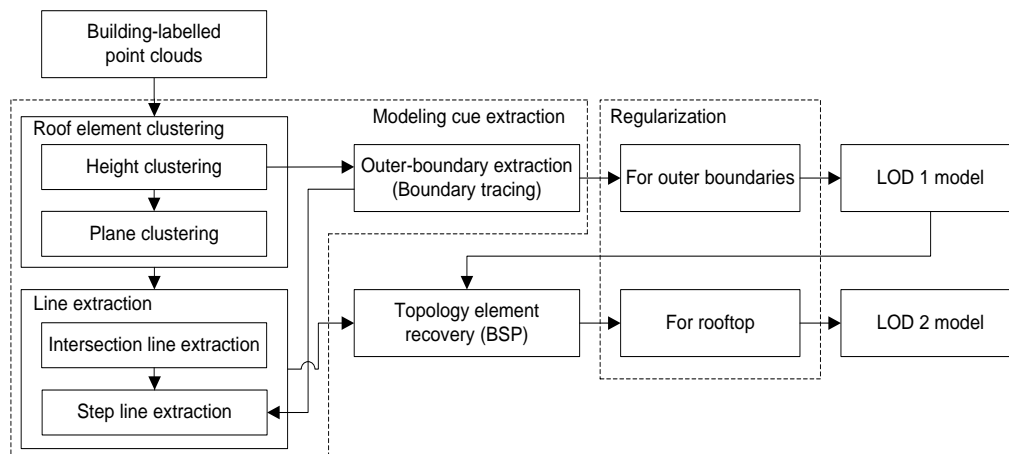 Building-labelled
point clouds
Modeling cue extraction
Regularization
Roof element clustering
Height clustering
Outer-boundary extraction
(Boundary tracing)
For outer boundaries
LOD 1 model
Plane clustering
Line extraction
Intersection line extraction
Step line extraction
Topology element
recovery (BSP)
For rooftop
LOD 2 model